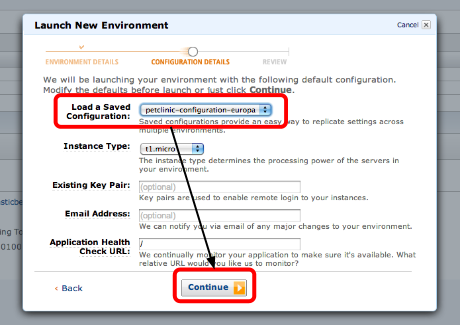 Launch New Environment
Cancel
ENVIRONMENT DETAILS
CONFIGURATION DETAILS
REVIEW
We will be launching your environment with the following default configuration.
Modify the defaults before launch or just click Continue.
Load a Saved
Configuration:
petclinic-configuration-europa
Saved configurations provide an easy way to replicate settings across
multiple environments.
Instance Type:
t1.micro
The instance type determines the processing power of the servers in
your environment.
Existing Key Pair:
(optional)
Key pairs are used to enable remote login to your instances.
Email Address:
(optional)
We can notify you via email of any major changes to your environment.
Application Health
Check URL:
/
We continually monitor your application to make sure it's available. What
relative URL would you like us to monitor?
‹ Back
Continue